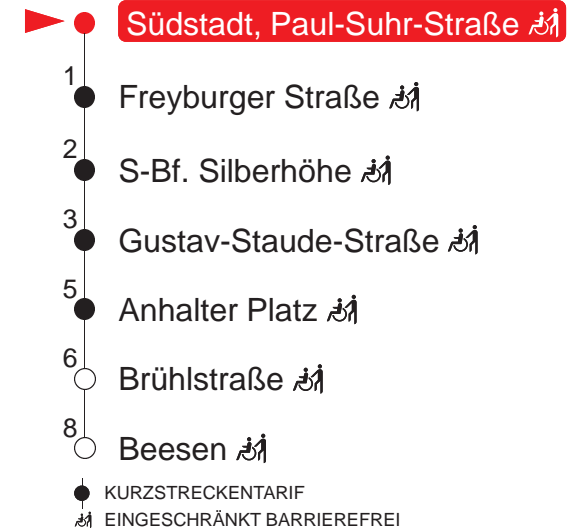 Südstadt, Paul-Suhr-Straße
1
Freyburger Straße
2
S-Bf. Silberhöhe
3
Gustav-Staude-Straße
5
Anhalter Platz
6
Brühlstraße
8
Beesen
KURZSTRECKENTARIF
EINGESCHRÄNKT BARRIEREFREI